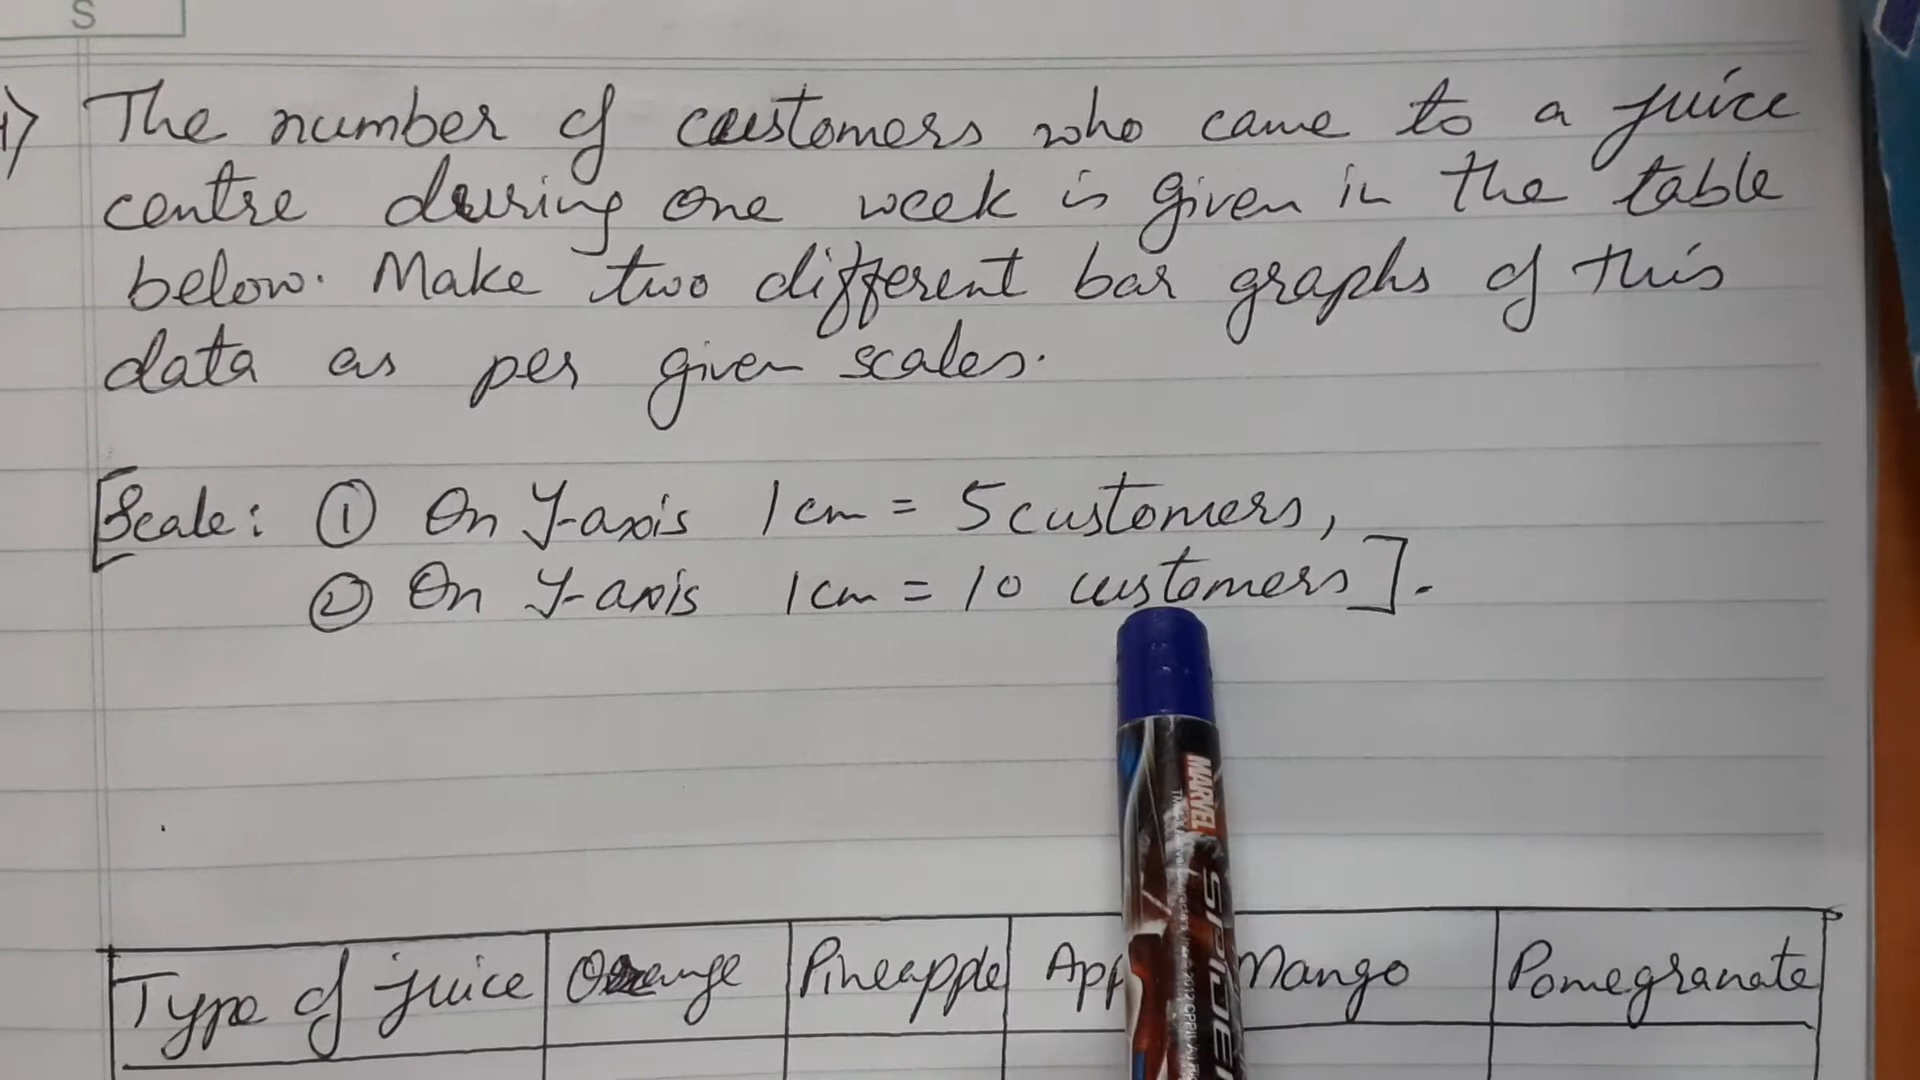 S
1) The number of customers who came to a juice
centre during one week is given in the table
below. Make two different bar graphs of this
data as per given scales.
[Scale: ① On Y-axis 1 cm = 5 customers,
② On Y-axis 1 cm = 10 customers].
Type of juice Orange Pineapple App Mango Pomegranate
MARVEL
SPIDER